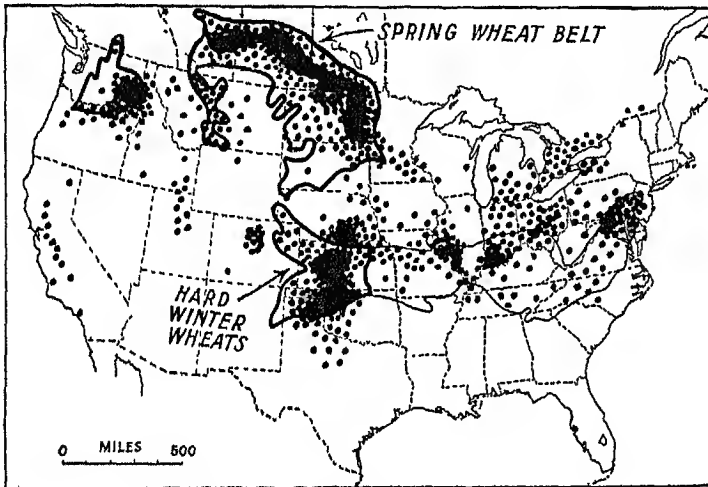 SPRING WHEAT BELT
HARD
WINTER
WHEATS
0 MILES 500